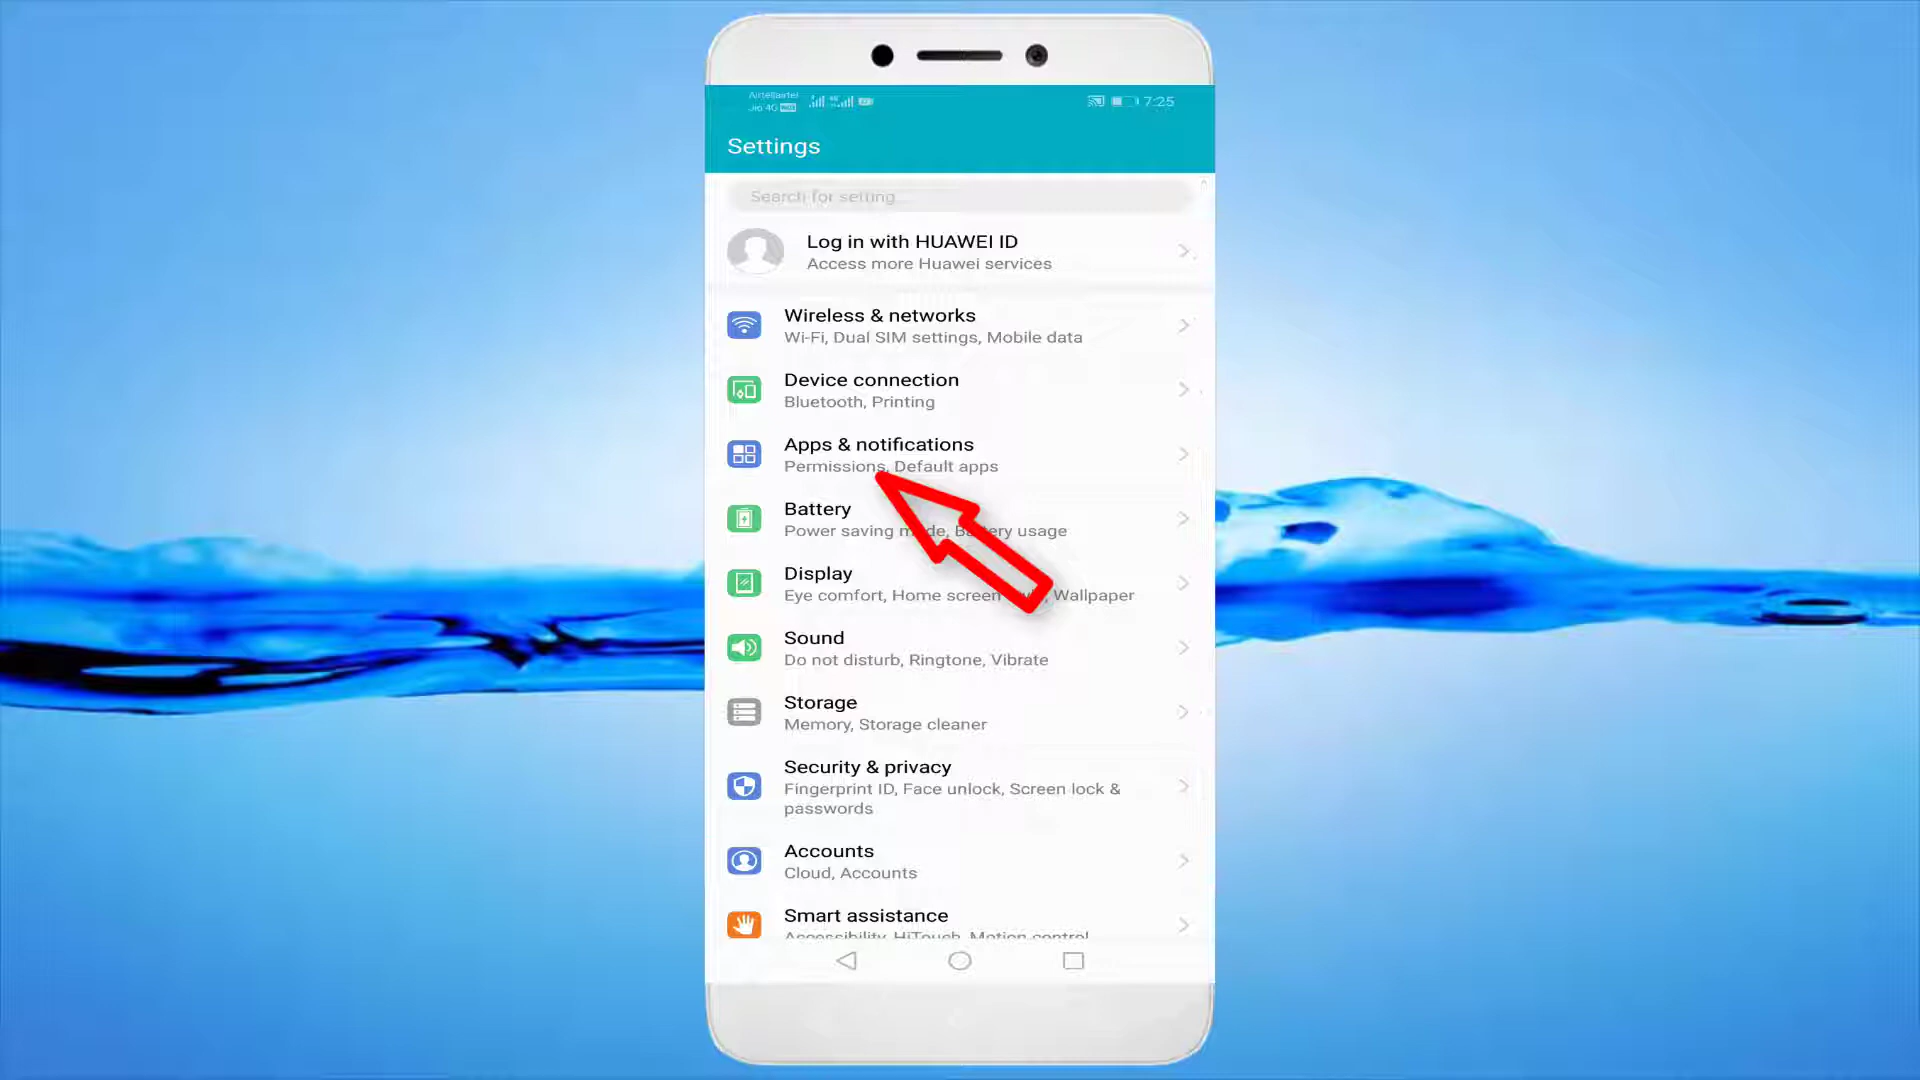 Jio 4G
7:25
Settings
Search for setting...
Log in with HUAWEI ID
Access more Huawei services
Wireless & networks
Wi-Fi, Dual SIM settings, Mobile data
Device connection
Bluetooth, Printing
Apps & notifications
Permissions, Default apps
Battery
Power saving mode, Battery usage
Display
Eye comfort, Home screen style, Wallpaper
Sound
Do not disturb, Ringtone, Vibrate
Storage
Memory, Storage cleaner
Security & privacy
Fingerprint ID, Face unlock, Screen lock &
passwords
Accounts
Cloud, Accounts
Smart assistance
Accessibility, HiTouch, Motion control